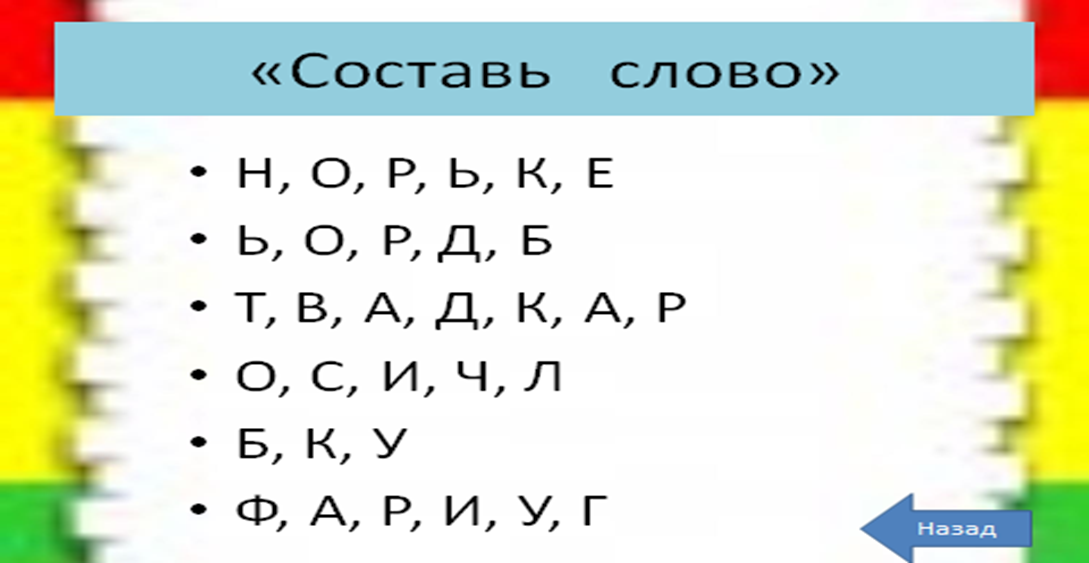 «Составь слово»
• Н, О, Р, Ь, К, Е
• Ь, О, Р, Д, Б
• Т, В, А, Д, К, А, Р
• О, С, И, Ч, Л
• Б, К, У
• Ф, А, Р, И, У, Г
Назад